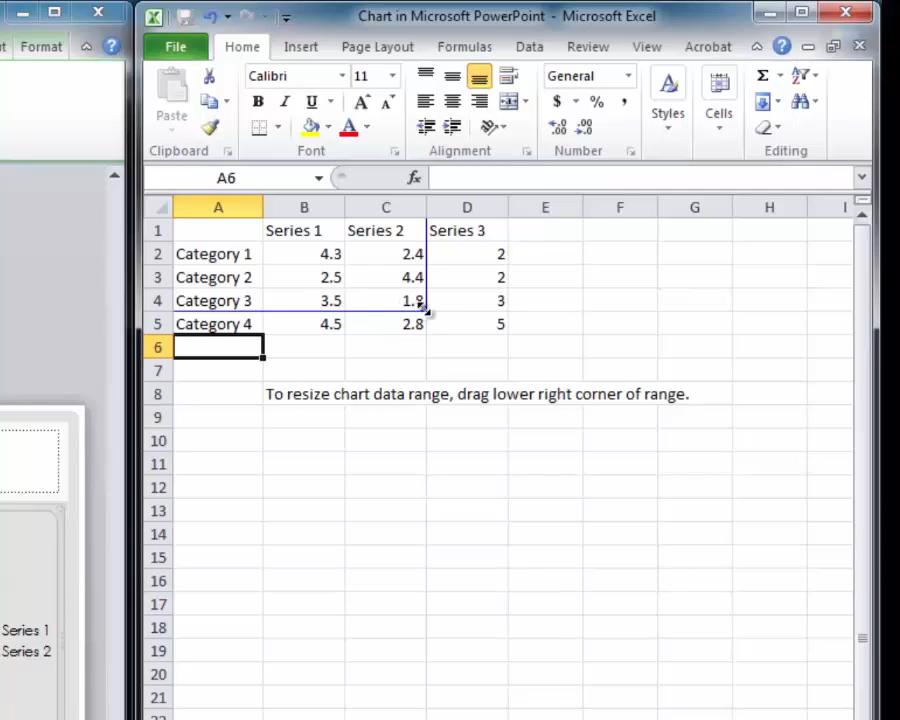 Chart in Microsoft PowerPoint - Microsoft Excel
Format
File Home Insert Page Layout Formulas Data Review View Acrobat
Calibri 11 General
Paste
Styles Cells
Clipboard Font Alignment Number Editing
A6 fx
A B C D E F G H I
1 Series 1 Series 2 Series 3
2 Category 1 4.3 2.4 2
3 Category 2 2.5 4.4 2
4 Category 3 3.5 3
5 Category 4 4.5 2.8 5
6
7
8 To resize chart data range, drag lower right corner of range.
9
10
11
12
13
14
15
16
17
18
19
20
21
Series 1
Series 2